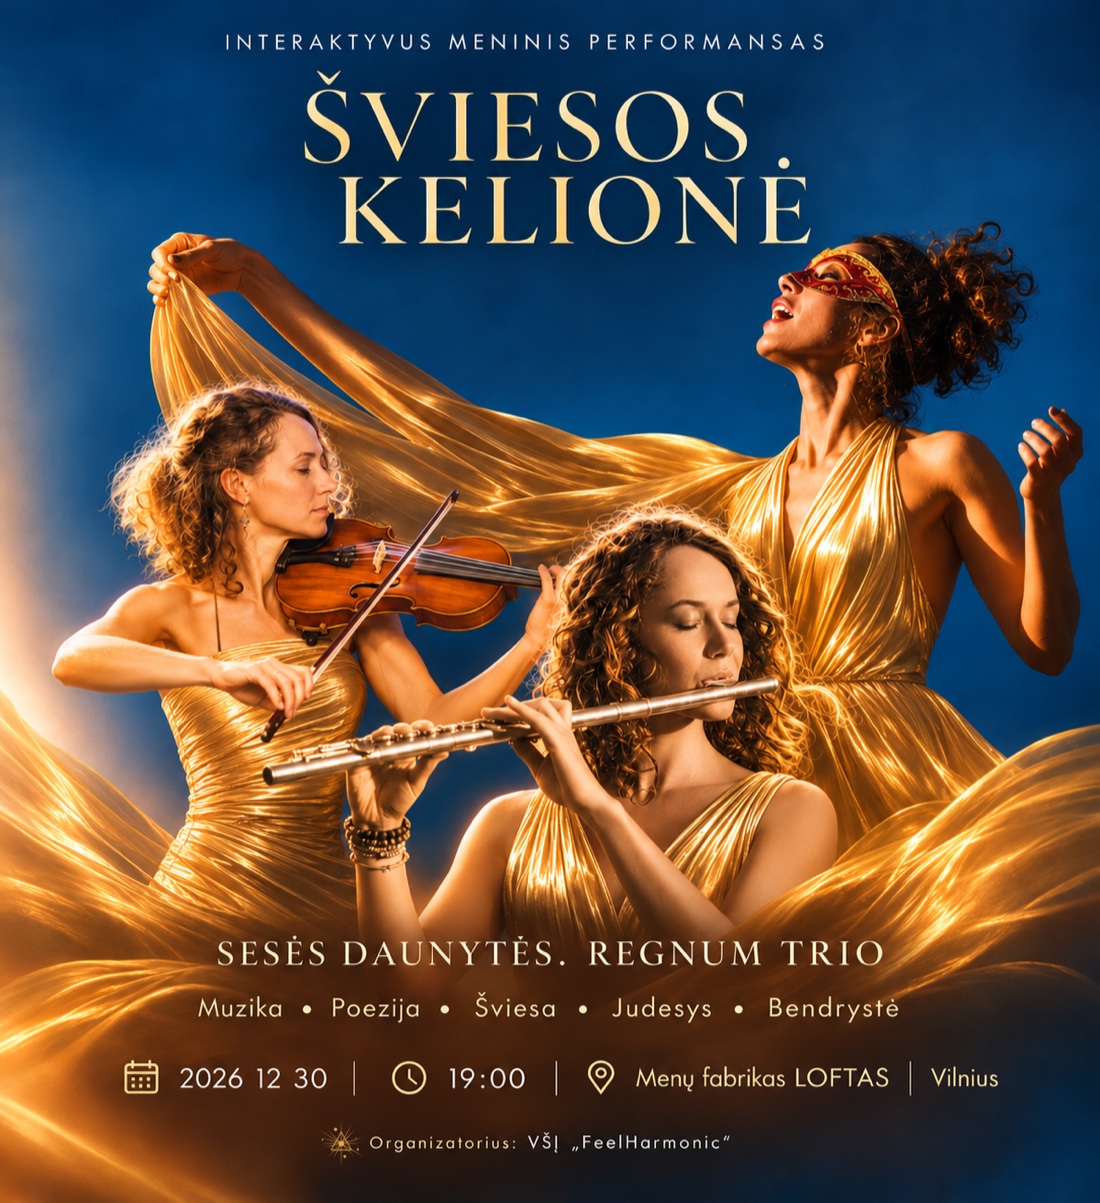 INTERAKTYVUS MENINIS PERFORMANSAS
ŠVIESOS
KELIONĖ
SESĖS DAUNYTĖS. REGNUM TRIO
Muzika • Poezija • Šviesa • Judesys • Bendrystė
2026 12 30 | 19:00 | Menų fabrikas LOFTAS | Vilnius
Organizatorius: VŠĮ „FeelHarmonic“